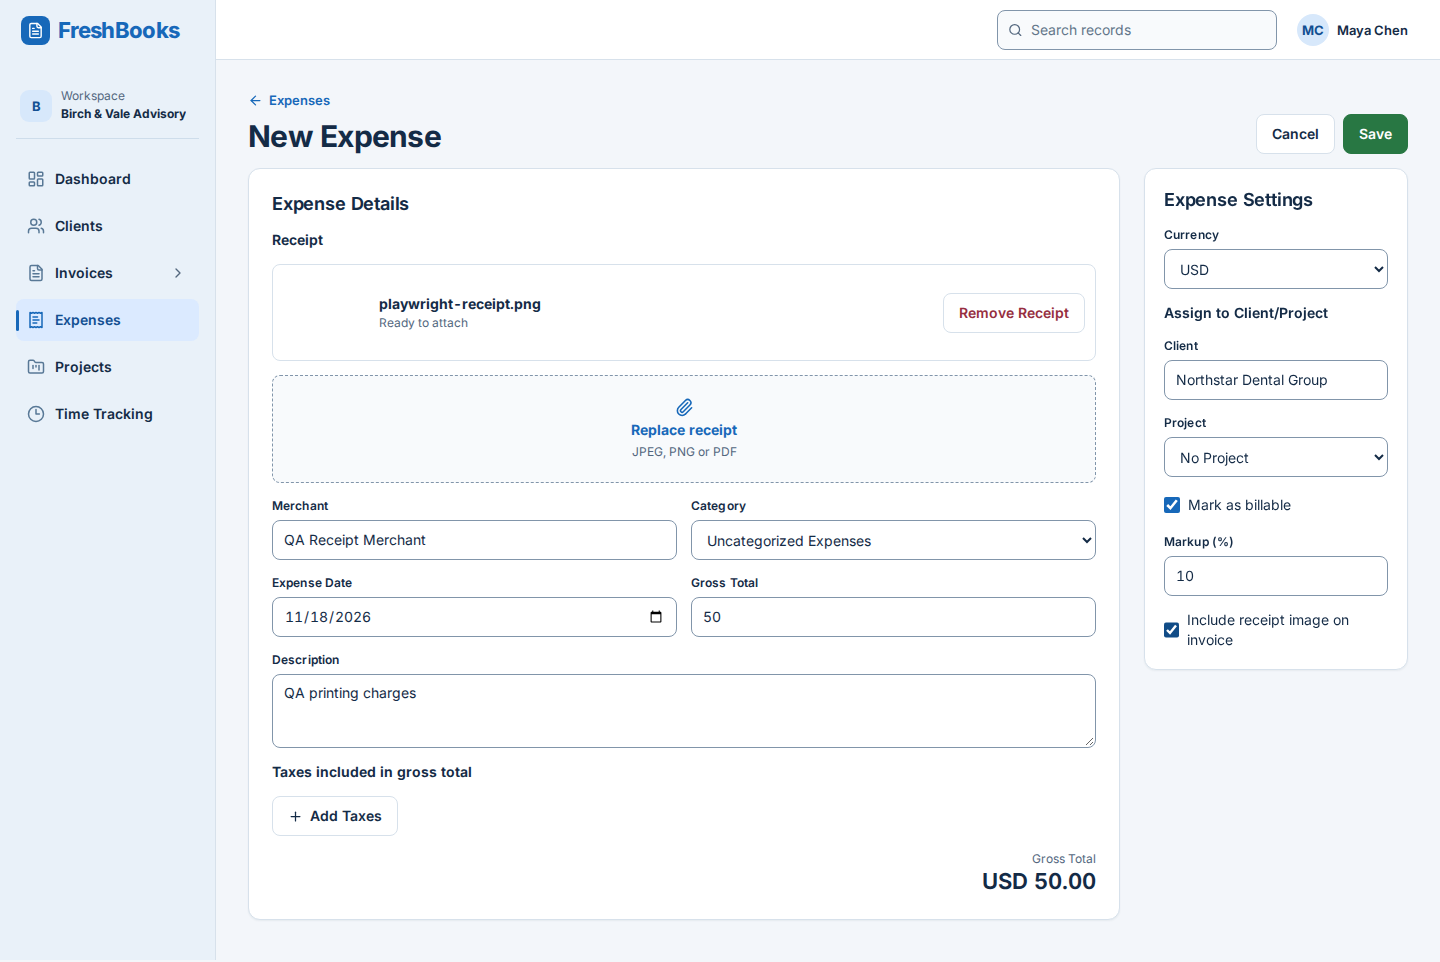 FreshBooks
Search records
MC
Maya Chen
B
Workspace
Birch & Vale Advisory
Dashboard
Clients
Invoices
Expenses
Projects
Time Tracking
Expenses
New Expense
Cancel
Save
Expense Details
Receipt
playwright-receipt.png
Ready to attach
Remove Receipt
Replace receipt
JPEG, PNG or PDF
Merchant
QA Receipt Merchant
Category
Uncategorized Expenses
Expense Date
11/18/2026
Gross Total
50
Description
QA printing charges
Taxes included in gross total
Add Taxes
Gross Total
USD 50.00
Expense Settings
Currency
USD
Assign to Client/Project
Client
Northstar Dental Group
Project
No Project
Mark as billable
Markup (%)
10
Include receipt image on
invoice